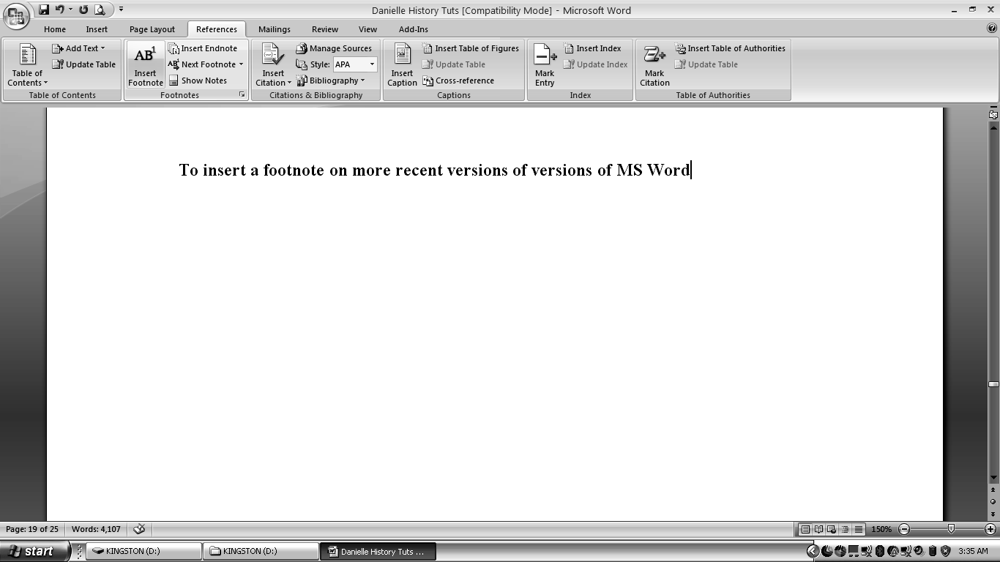 Danielle History Tuts [Compatibility Mode] - Microsoft Word
Home Insert Page Layout References Mailings Review View Add-Ins
Table of Contents
Add Text
Update Table
Table of Contents
AB1
Insert Footnote
Insert Endnote
AB1 Next Footnote
Show Notes
Footnotes
Insert Citation
Manage Sources
Style: APA
Bibliography
Citations & Bibliography
Insert Caption
Insert Table of Figures
Update Table
Cross-reference
Captions
Mark Entry
Insert Index
Update Index
Index
Mark Citation
Insert Table of Authorities
Update Table
Table of Authorities
To insert a footnote on more recent versions of versions of MS Word
Page: 19 of 25 Words: 4,107 150%
start KINGSTON (D:) KINGSTON (D:) Danielle History Tuts ... 3:35 AM